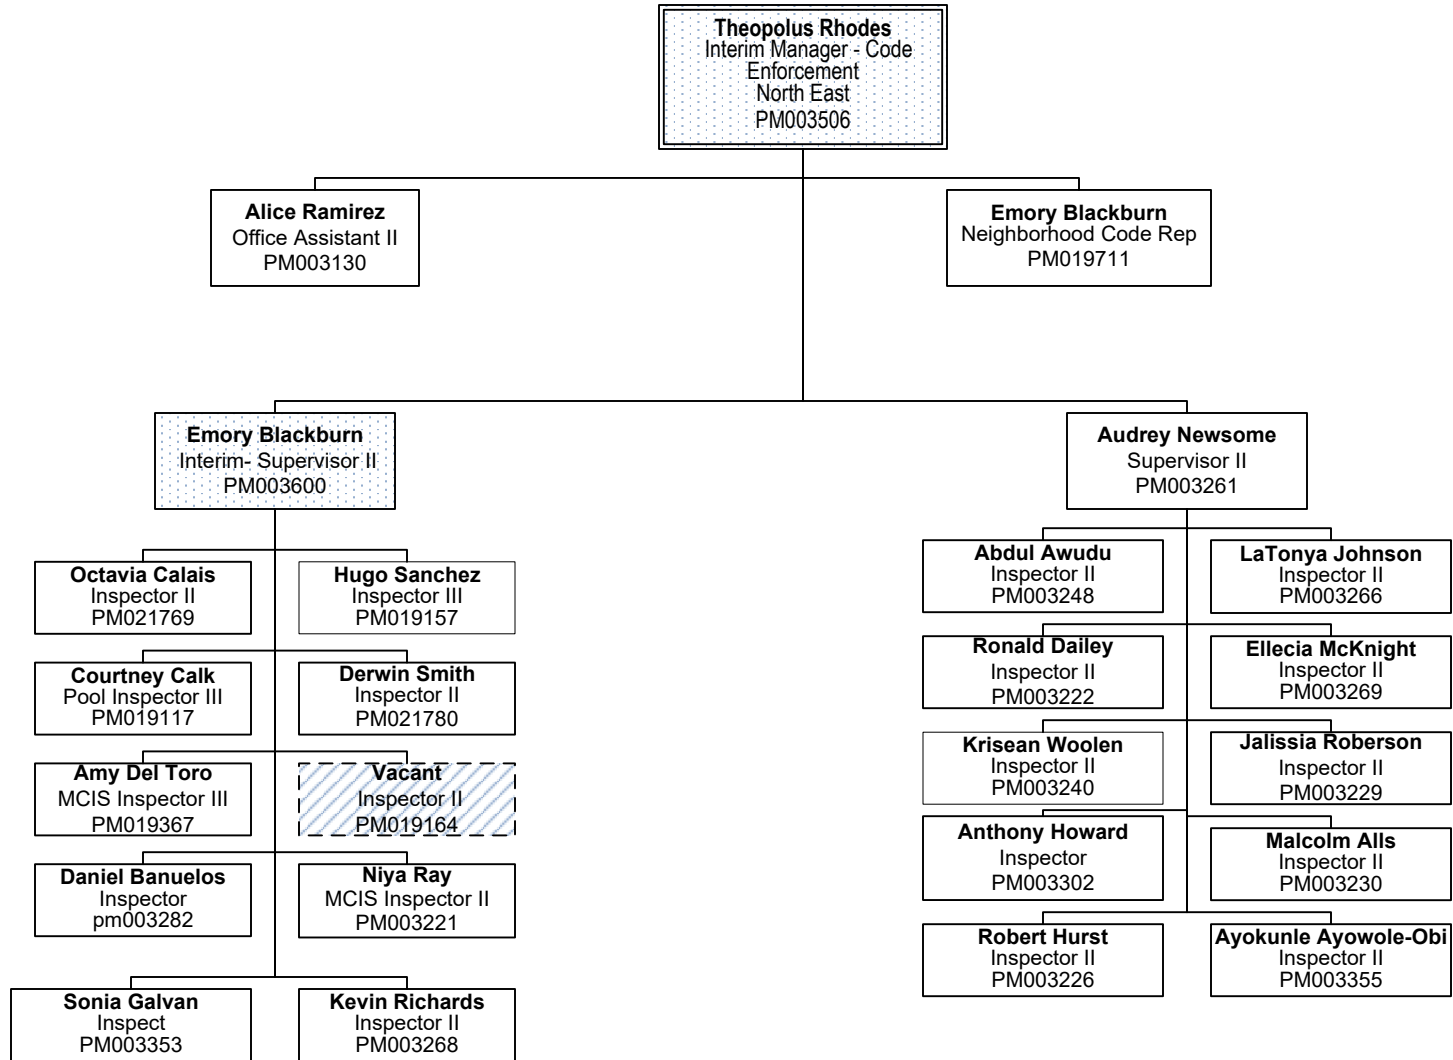 Theopolus Rhodes
Interim Manager - Code
Enforcement
North East
PM003506
Alice Ramirez
Office Assistant II
PM003130
Emory Blackburn
Neighborhood Code Rep
PM019711
Emory Blackburn
Interim- Supervisor II
PM003600
Audrey Newsome
Supervisor II
PM003261
Octavia Calais
Inspector II
PM021769
Hugo Sanchez
Inspector III
PM019157
Courtney Calk
Pool Inspector III
PM019117
Derwin Smith
Inspector II
PM021780
Amy Del Toro
MCIS Inspector III
PM019367
Vacant
Inspector II
PM019164
Daniel Banuelos
Inspector
pm003282
Niya Ray
MCIS Inspector II
PM003221
Sonia Galvan
Inspect
PM003353
Kevin Richards
Inspector II
PM003268
Abdul Awudu
Inspector II
PM003248
LaTonya Johnson
Inspector II
PM003266
Ronald Dailey
Inspector II
PM003222
Ellecia McKnight
Inspector II
PM003269
Krisean Woolen
Inspector II
PM003240
Jalissia Roberson
Inspector II
PM003229
Anthony Howard
Inspector
PM003302
Malcolm Alls
Inspector II
PM003230
Robert Hurst
Inspector II
PM003226
Ayokunle Ayowole-Obi
Inspector II
PM003355